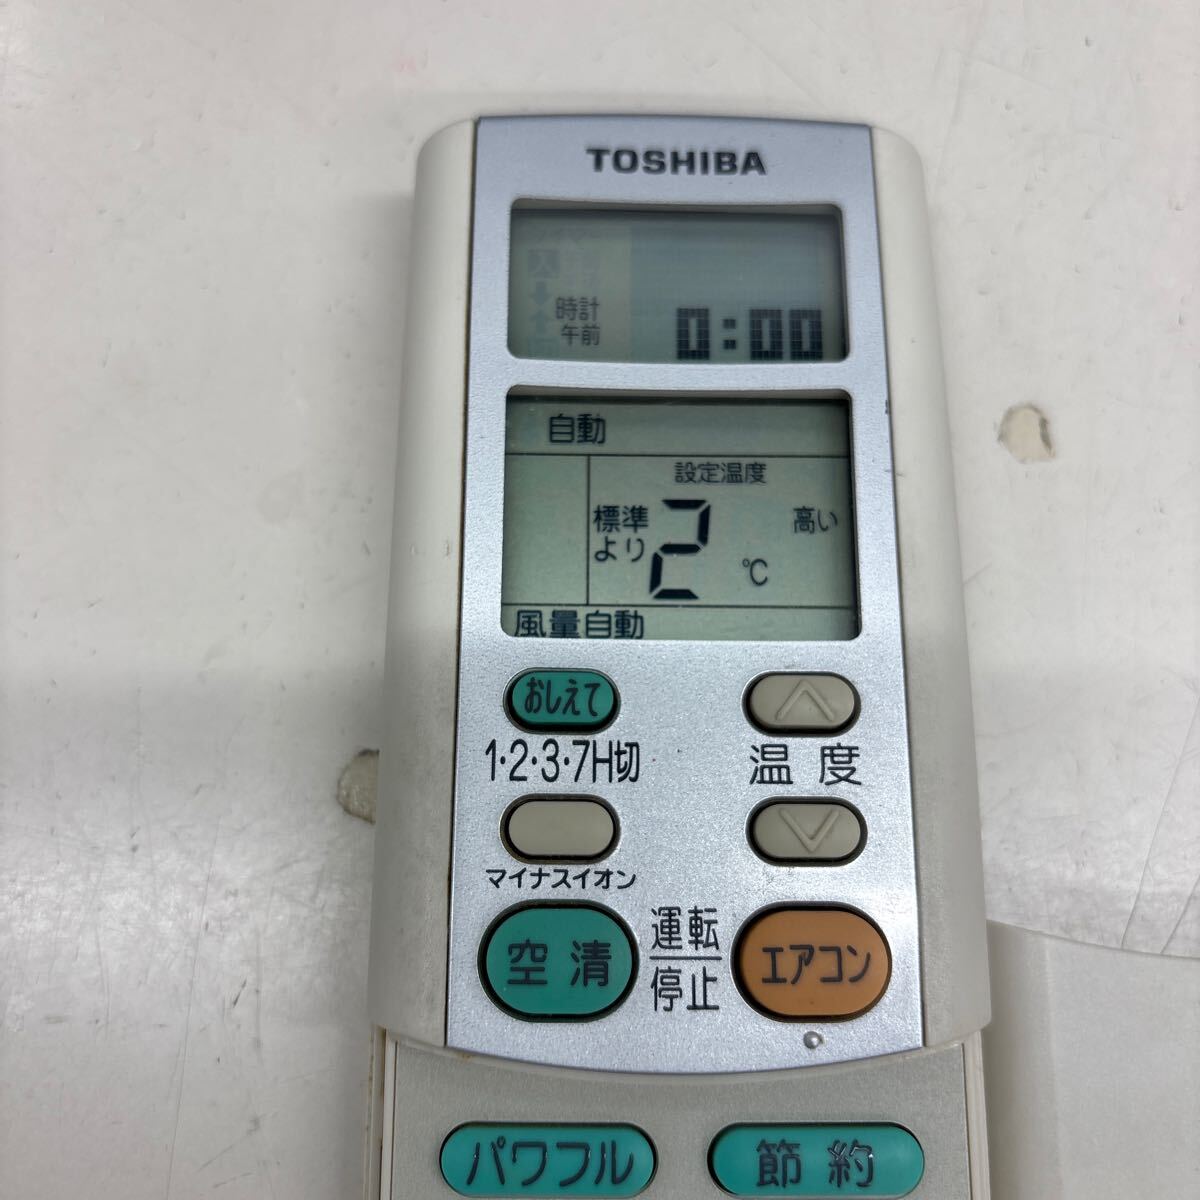 TOSHIBA
時計
午前
0:00
自動
設定温度
標準
より
2
℃
高い
風量自動
おしえて
1・2・3・7H切
温度
マイナスイオン
空清
運転
停止
エアコン
パワフル
節約